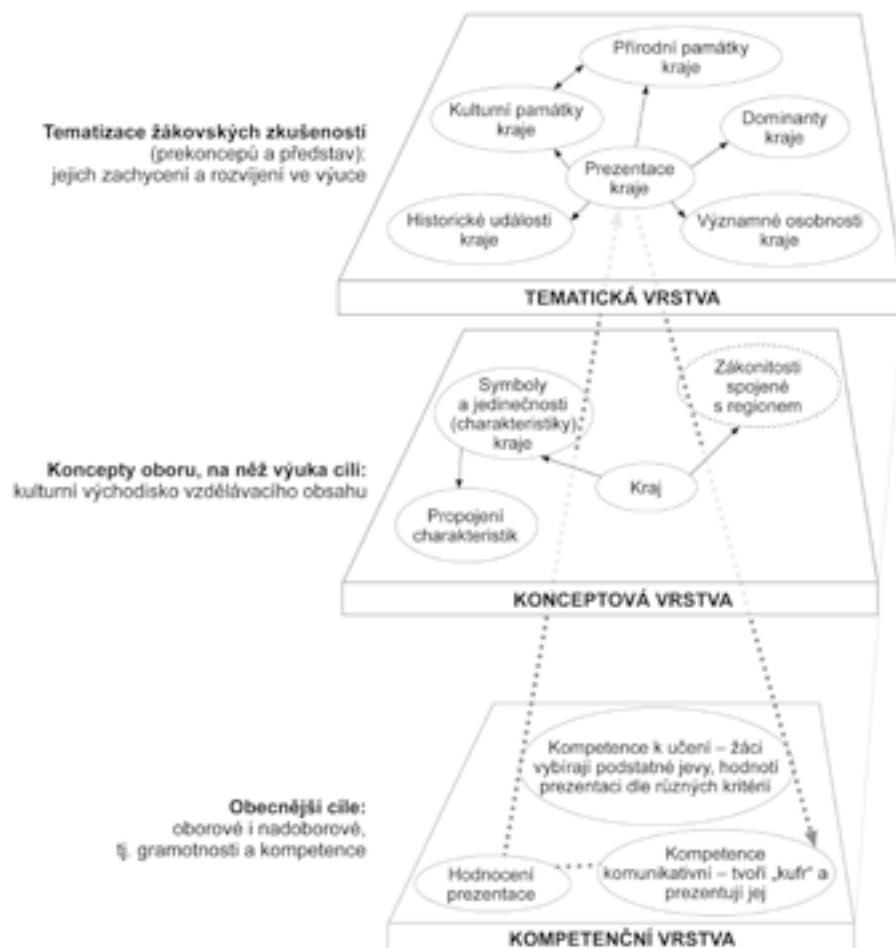 Přírodní památky
kraje
Kulturní památky
kraje
Dominanty
kraje
Tematizace žákovských zkušeností
(prekonceptů a představ):
jejich zachycení a rozvíjení ve výuce
Prezentace
kraje
Historické události
kraje
Významné osobnosti
kraje
TEMATICKÁ VRSTVA
Symboly
a jedinečnosti
(charakteristiky)
kraje
Zákonitosti
spojené
s regionem
Koncepty oboru, na něž výuka cílí:
kulturní východisko vzdělávacího obsahu
Kraj
Propojení
charakteristik
KONCEPTOVÁ VRSTVA
Kompetence k učení – žáci
vybírají podstatné jevy, hodnotí
prezentaci dle různých kritérií
Obecnější cíle:
oborové i nadoborové,
tj. gramotnosti a kompetence
Hodnocení
prezentace
Kompetence
komunikativní – tvoří „kufr“ a
prezentují jej
KOMPETENČNÍ VRSTVA